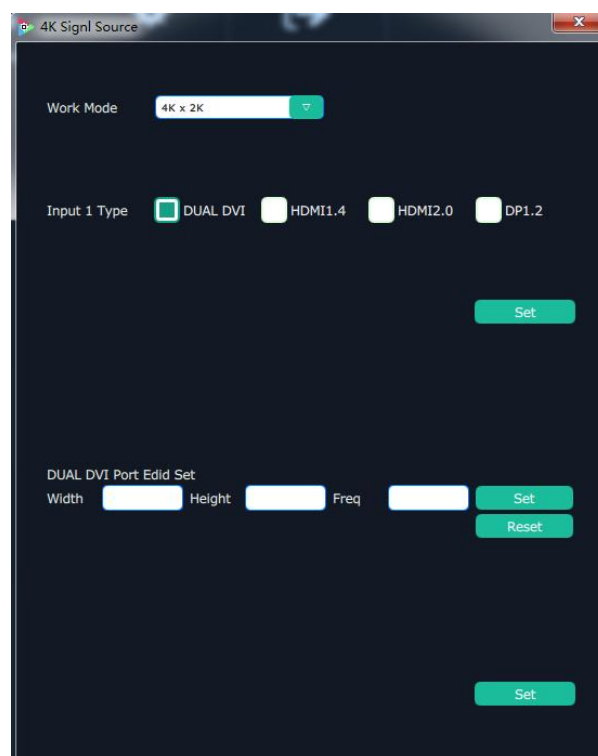 4K Signl Source
Work Mode 4K x 2K
Input 1 Type DUAL DVI HDMI1.4 HDMI2.0 DP1.2
Set
DUAL DVI Port Edid Set
Width Height Freq Set
Reset
Set